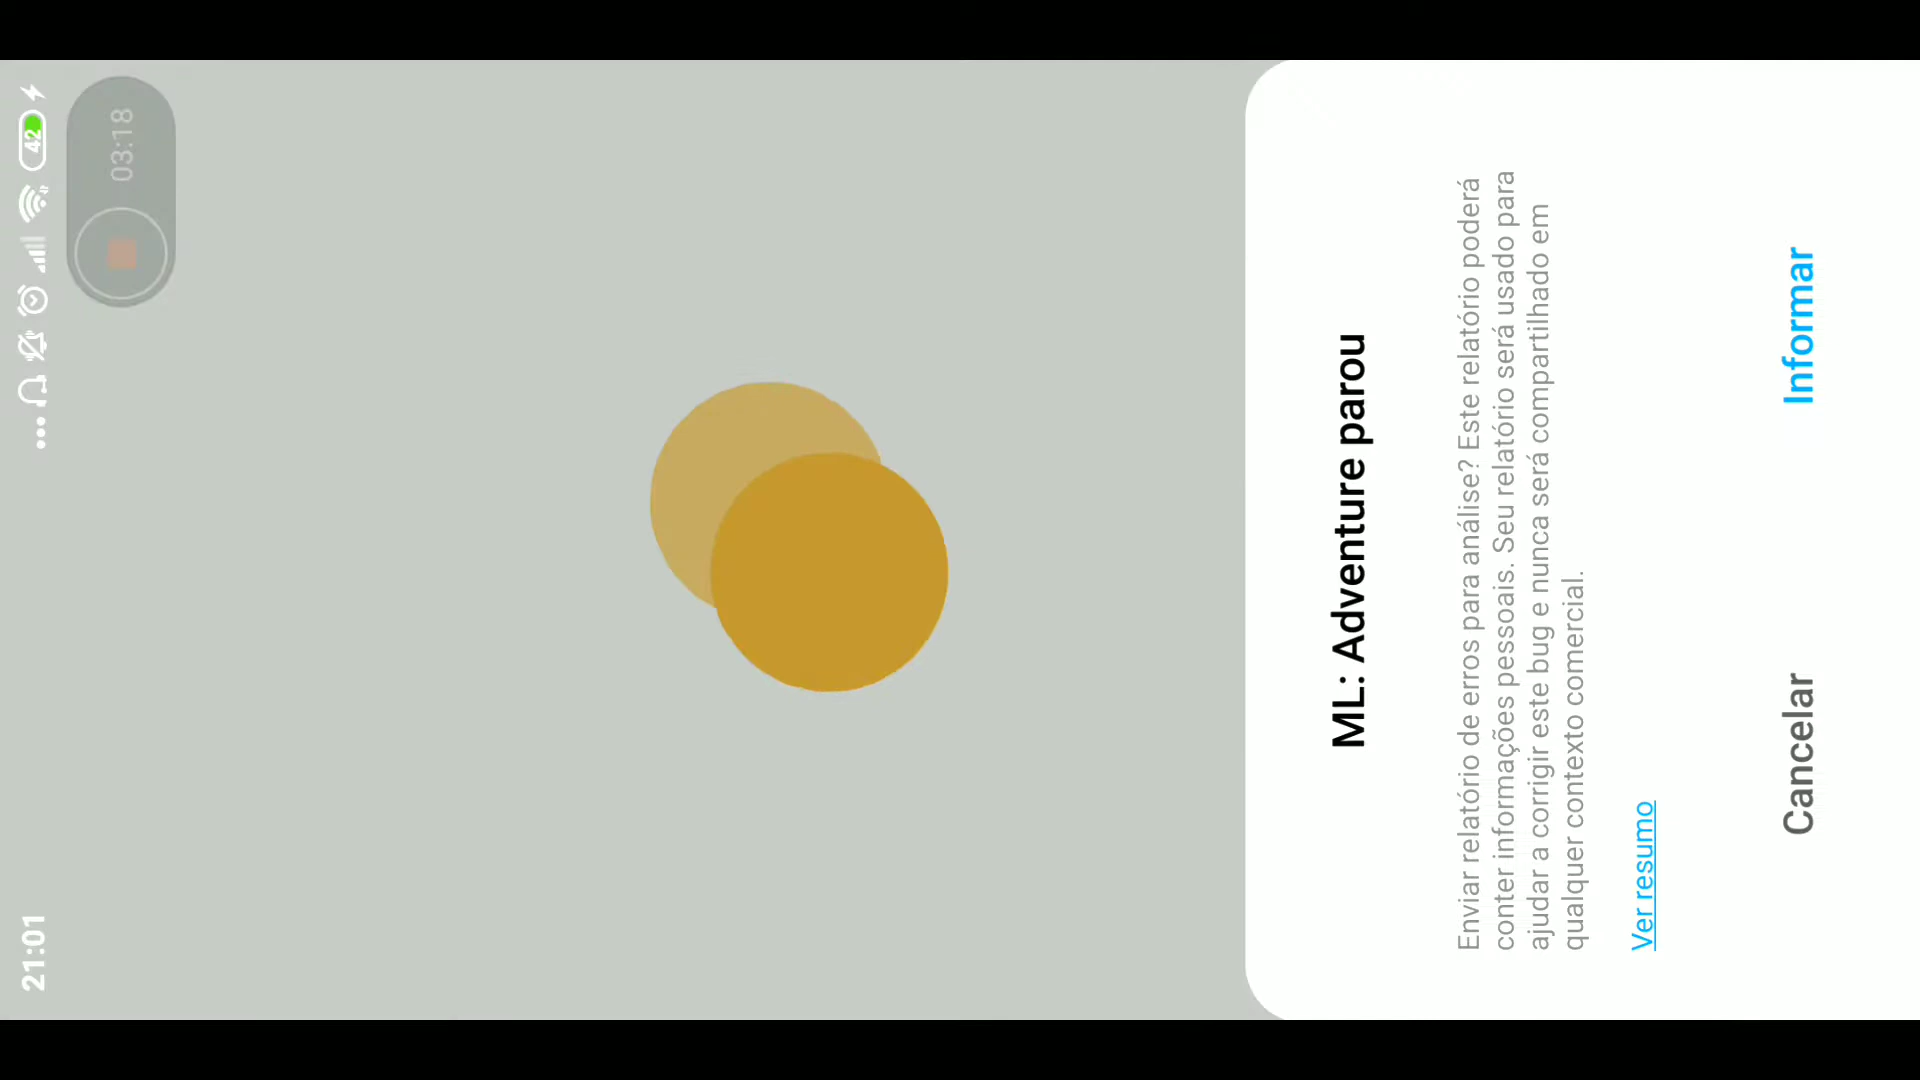 21:01
42
03:18
ML: Adventure parou
Enviar relatório de erros para análise? Este relatório poderá
conter informações pessoais. Seu relatório será usado para
ajudar a corrigir este bug e nunca será compartilhado em
qualquer contexto comercial.
Ver resumo
Cancelar
Informar